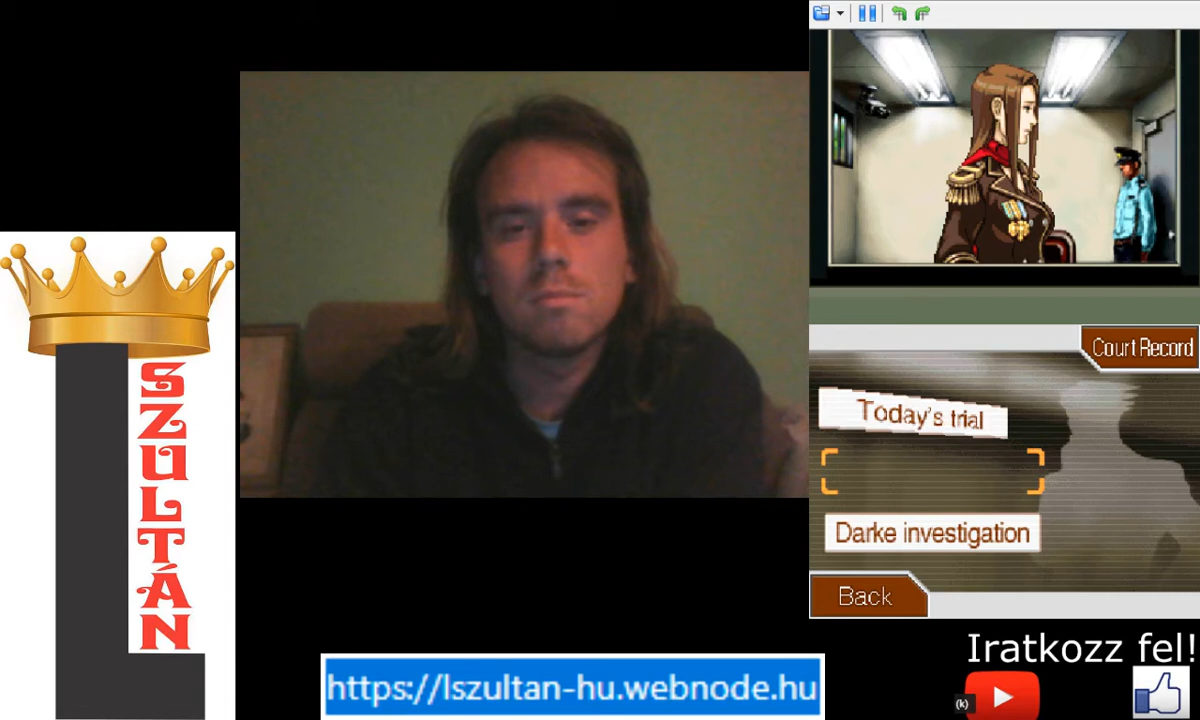 L
SZULTÁN
https://lszultan-hu.webnode.hu
Court Record
Today's trial
Darke investigation
Back
Iratkozz fel!
(k)